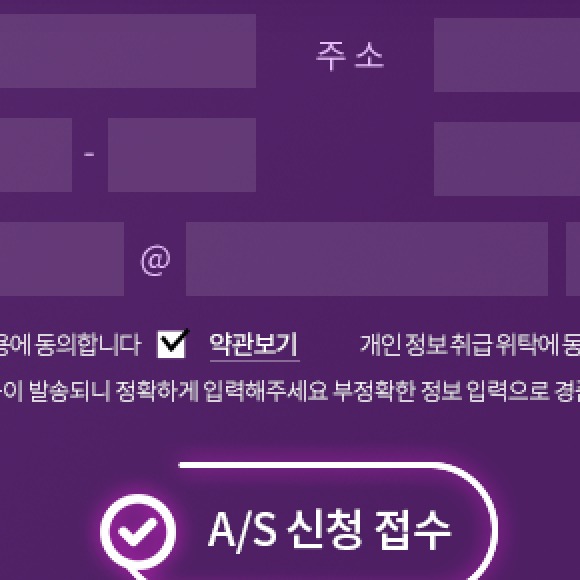 주 소
-
@
용에 동의합니다 약관보기 개인정보 취급 위탁에 동
이 발송되니 정확하게 입력해주세요 부정확한 정보 입력으로 경
A/S 신청 접수